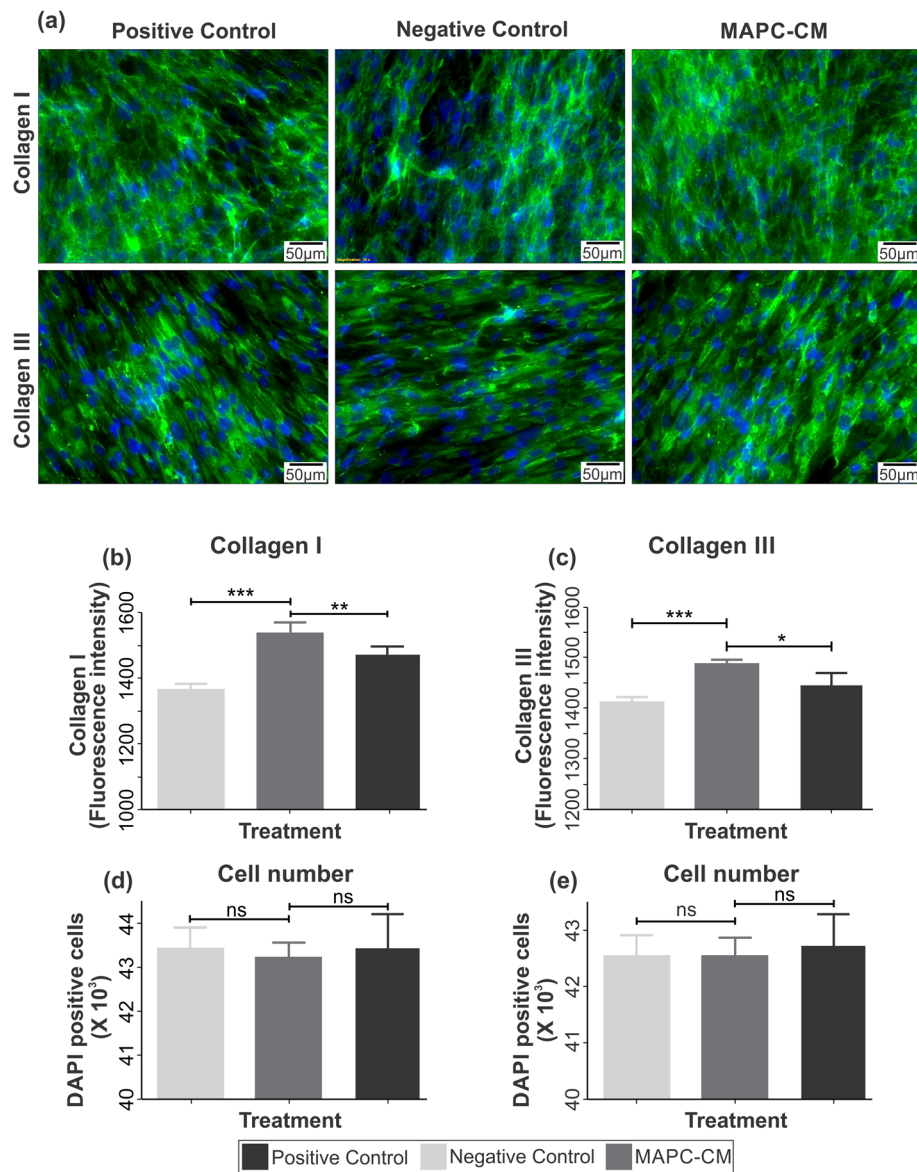 (a)
Positive Control
Negative Control
MAPC-CM
Collagen I
50µm
50µm
50µm
Collagen III
50µm
50µm
50µm
(b)
Collagen I
Collagen I
(Fluorescence intensity)
1600
1400
1200
1000
***
**
Treatment
(c)
Collagen III
Collagen III
(Fluorescence intensity)
1600
1500
1400
1300
1200
***
*
Treatment
(d)
Cell number
DAPI positive cells
(X 10³)
44
43
42
41
40
ns
ns
Treatment
(e)
Cell number
DAPI positive cells
(X 10³)
43
42
41
40
ns
ns
Treatment
Positive Control
Negative Control
MAPC-CM